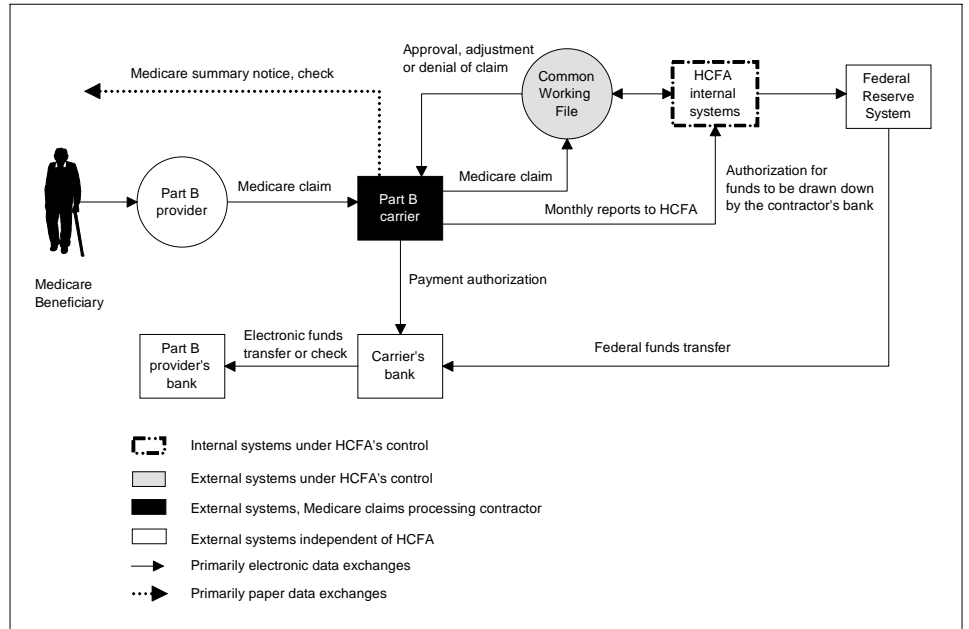 Approval, adjustment
or denial of claim
Medicare summary notice, check
Common
Working
File
HCFA
internal
systems
Federal
Reserve
System
Part B
provider
Medicare claim
Part B
carrier
Medicare claim
Monthly reports to HCFA
Authorization for
funds to be drawn down
by the contractor's bank
Medicare
Beneficiary
Payment authorization
Part B
provider's
bank
Electronic funds
transfer or check
Carrier's
bank
Federal funds transfer
Internal systems under HCFA's control
External systems under HCFA's control
External systems, Medicare claims processing contractor
External systems independent of HCFA
Primarily electronic data exchanges
Primarily paper data exchanges